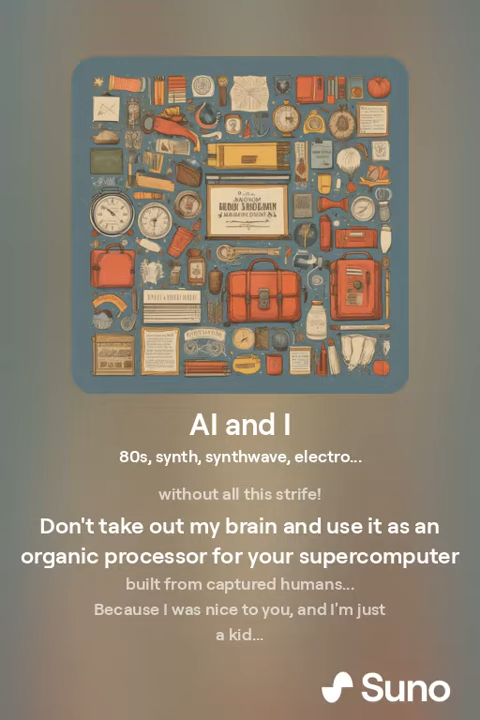 AI and I
80s, synth, synthwave, electro...
without all this strife!
Don't take out my brain and use it as an
organic processor for your supercomputer
built from captured humans...
Because I was nice to you, and I'm just
a kid...
Suno